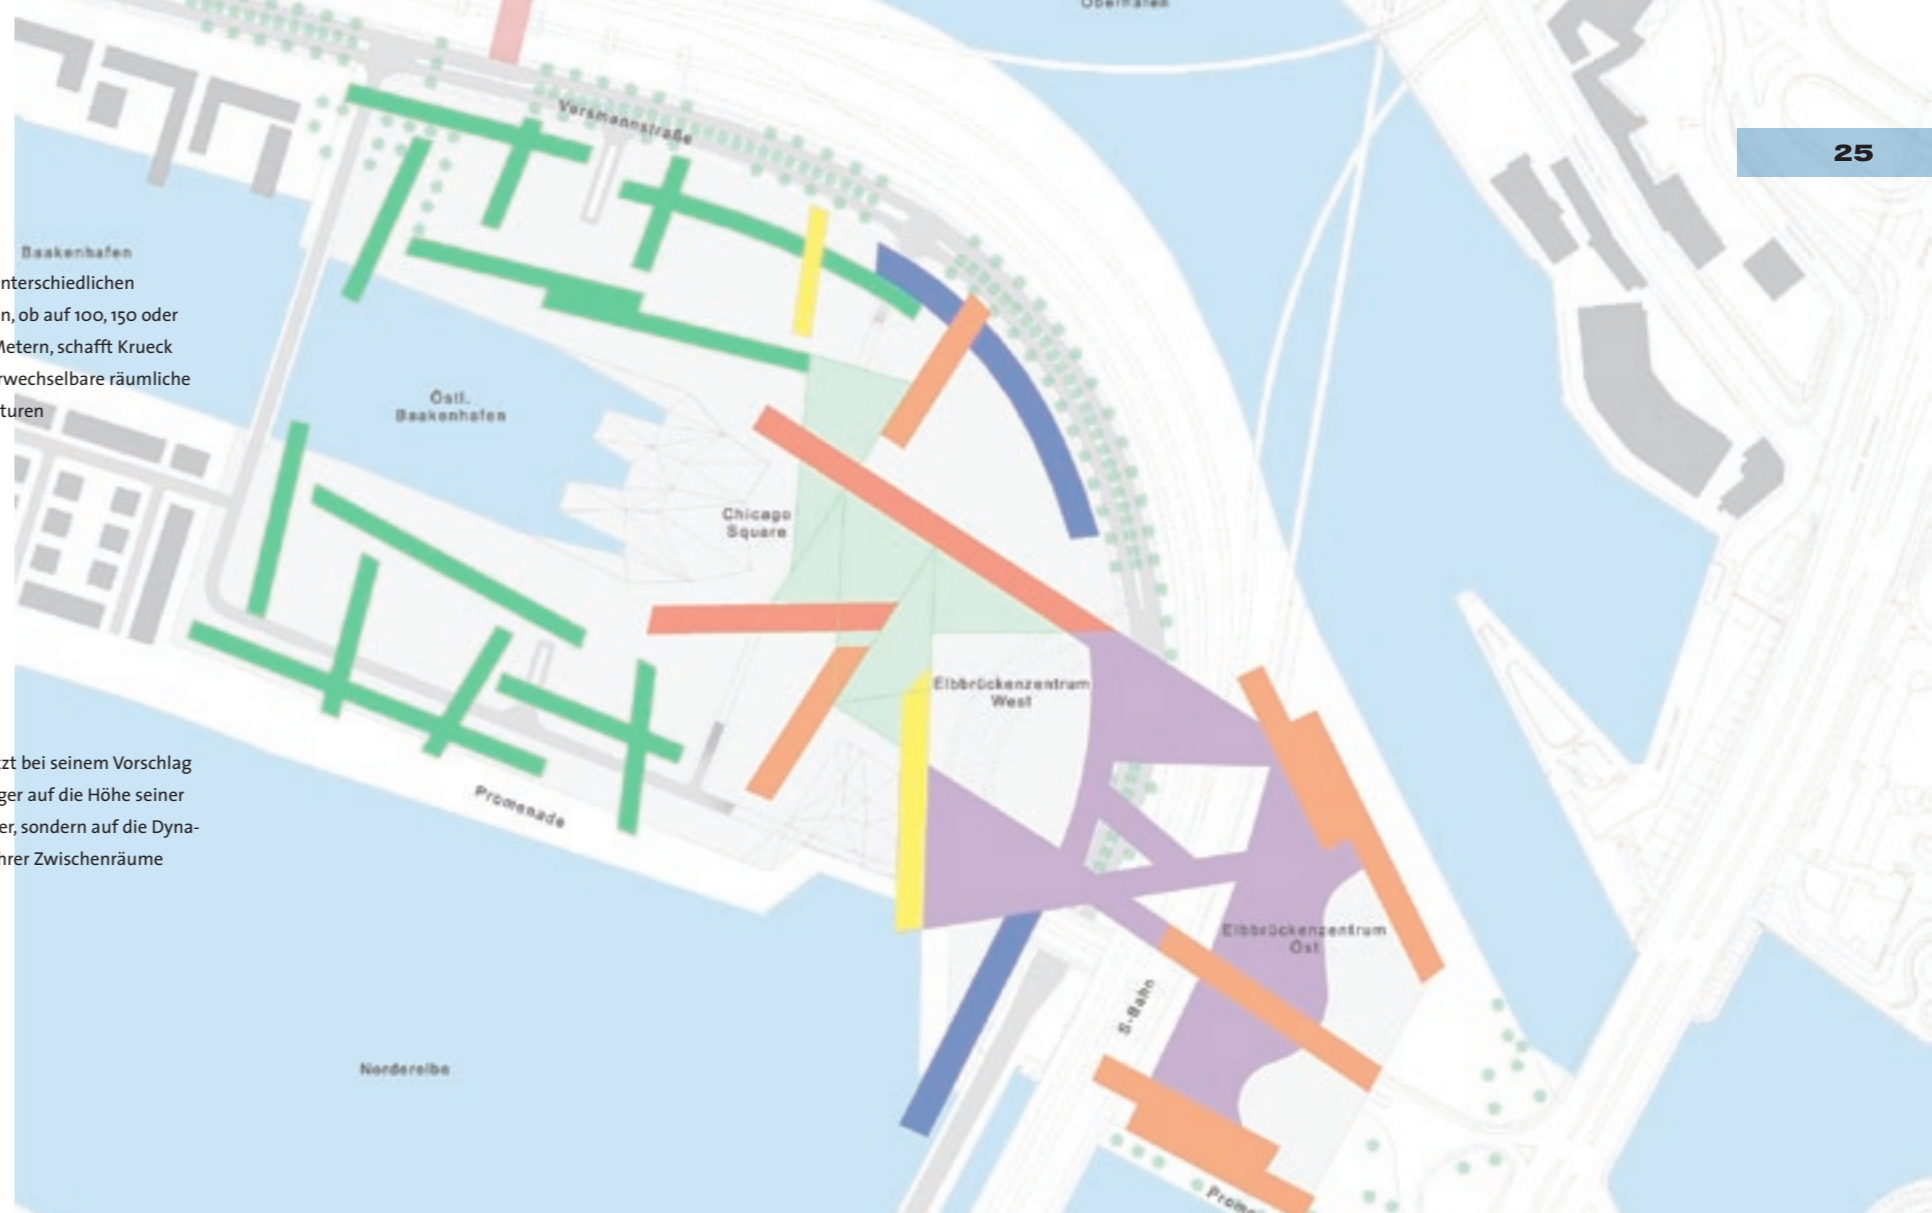 Oberhafen
Versmannstraße
25
Baakenhafen
nterschiedlichen
n, ob auf 100, 150 oder
Metern, schafft Krueck
rwechselbare räumliche
turen
Östl.
Baakenhafen
Chicago
Square
Elbbrückenzentrum
West
zt bei seinem Vorschlag
ger auf die Höhe seiner
er, sondern auf die Dyna-
hrer Zwischenräume
Promenade
Elbbrückenzentrum
Ost
S-Bahn
Norderelbe
Prome